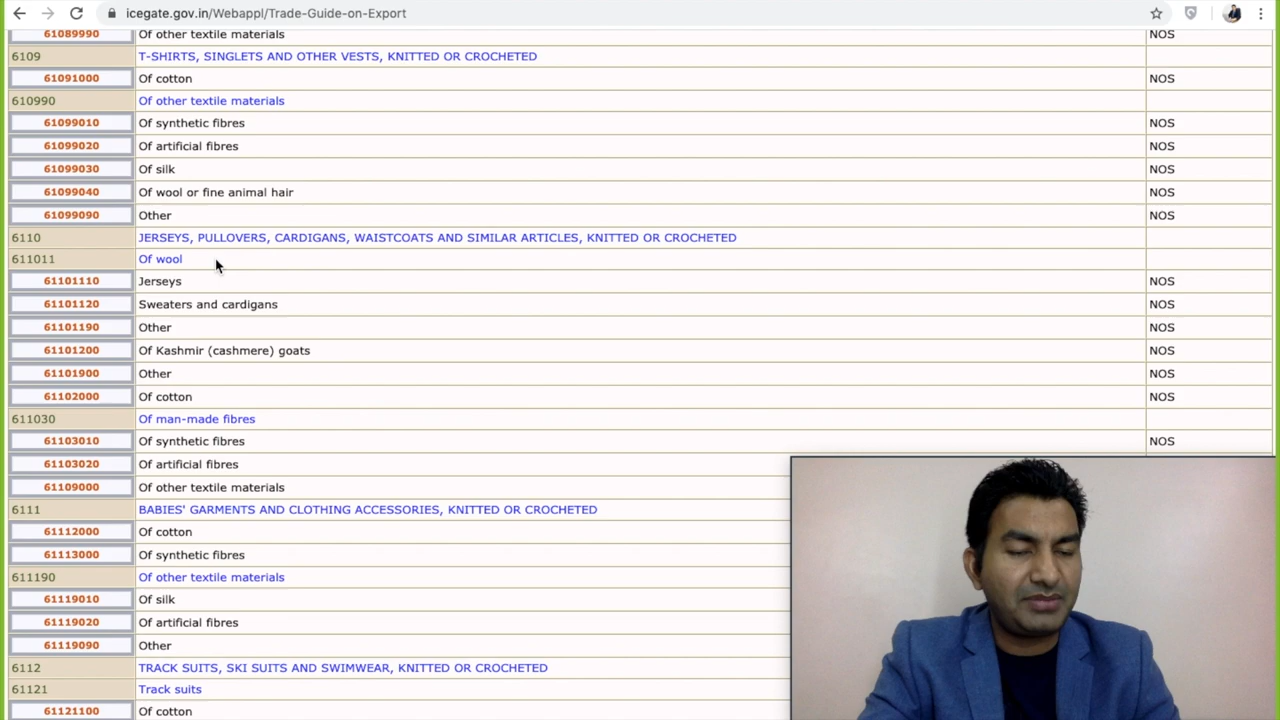 icegate.gov.in/Webappl/Trade-Guide-on-Export
61089990 Of other textile materials NOS
6109 T-SHIRTS, SINGLETS AND OTHER VESTS, KNITTED OR CROCHETED
61091000 Of cotton NOS
610990 Of other textile materials
61099010 Of synthetic fibres NOS
61099020 Of artificial fibres NOS
61099030 Of silk NOS
61099040 Of wool or fine animal hair NOS
61099090 Other NOS
6110 JERSEYS, PULLOVERS, CARDIGANS, WAISTCOATS AND SIMILAR ARTICLES, KNITTED OR CROCHETED
611011 Of wool
61101110 Jerseys NOS
61101120 Sweaters and cardigans NOS
61101190 Other NOS
61101200 Of Kashmir (cashmere) goats NOS
61101900 Other NOS
61102000 Of cotton NOS
611030 Of man-made fibres
61103010 Of synthetic fibres NOS
61103020 Of artificial fibres
61109000 Of other textile materials
6111 BABIES' GARMENTS AND CLOTHING ACCESSORIES, KNITTED OR CROCHETED
61112000 Of cotton
61113000 Of synthetic fibres
611190 Of other textile materials
61119010 Of silk
61119020 Of artificial fibres
61119090 Other
6112 TRACK SUITS, SKI SUITS AND SWIMWEAR, KNITTED OR CROCHETED
61121 Track suits
61121100 Of cotton